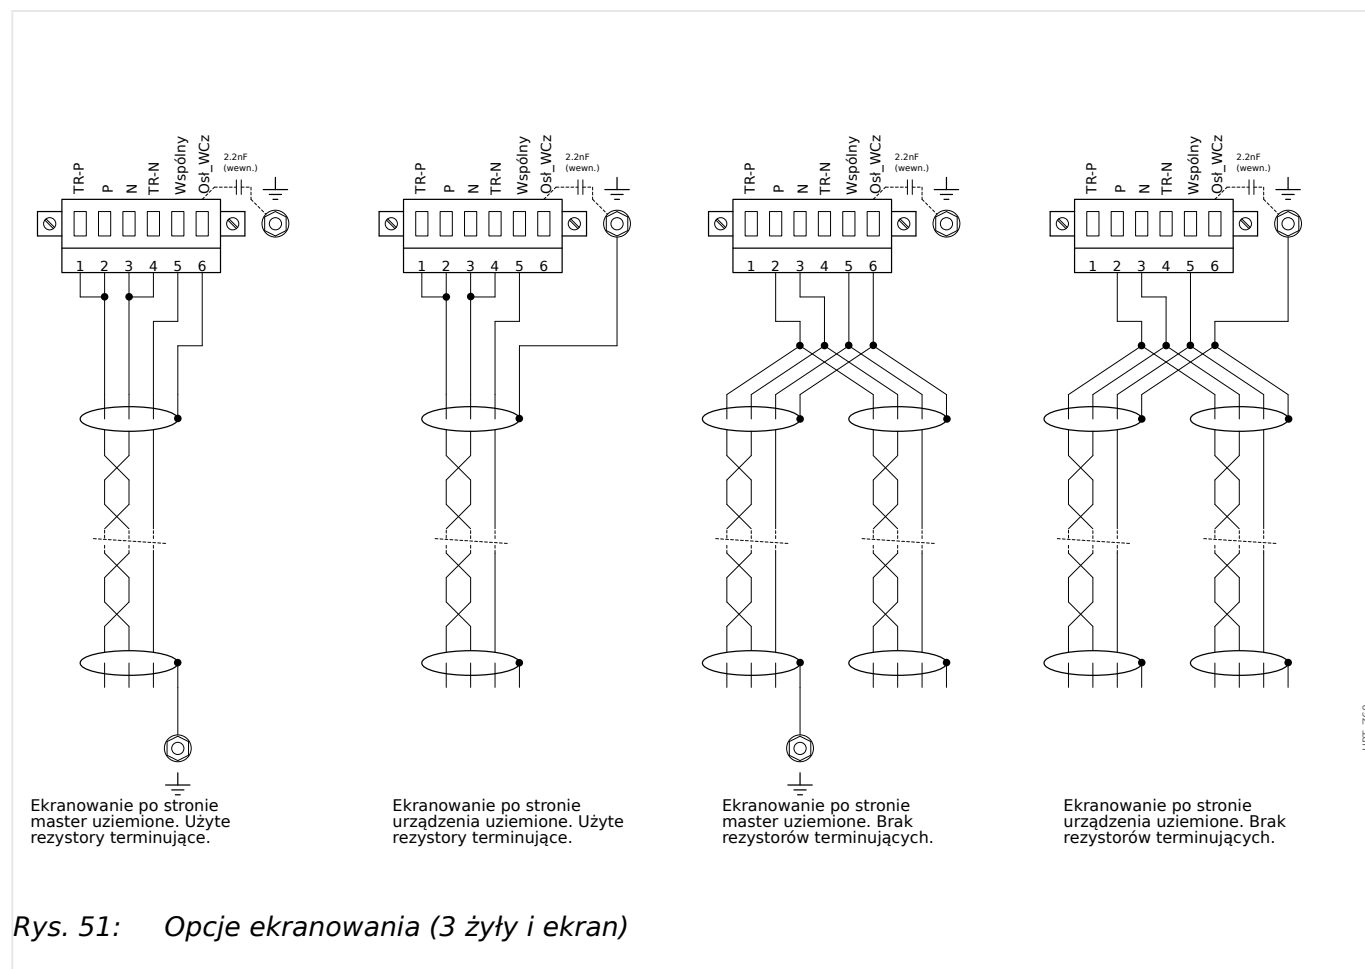 TR-P P N TR-N Wspólny Osł_WCz 2.2nF (wewn.)
1 2 3 4 5 6
TR-P P N TR-N Wspólny Osł_WCz 2.2nF (wewn.)
1 2 3 4 5 6
TR-P P N TR-N Wspólny Osł_WCz 2.2nF (wewn.)
1 2 3 4 5 6
TR-P P N TR-N Wspólny Osł_WCz 2.2nF (wewn.)
1 2 3 4 5 6
Ekranowanie po stronie
master uziemione. Użyte
rezystory terminujące.
Ekranowanie po stronie
urządzenia uziemione. Użyte
rezystory terminujące.
Ekranowanie po stronie
master uziemione. Brak
rezystorów terminujących.
Ekranowanie po stronie
urządzenia uziemione. Brak
rezystorów terminujących.
Rys. 51: Opcje ekranowania (3 żyły i ekran)